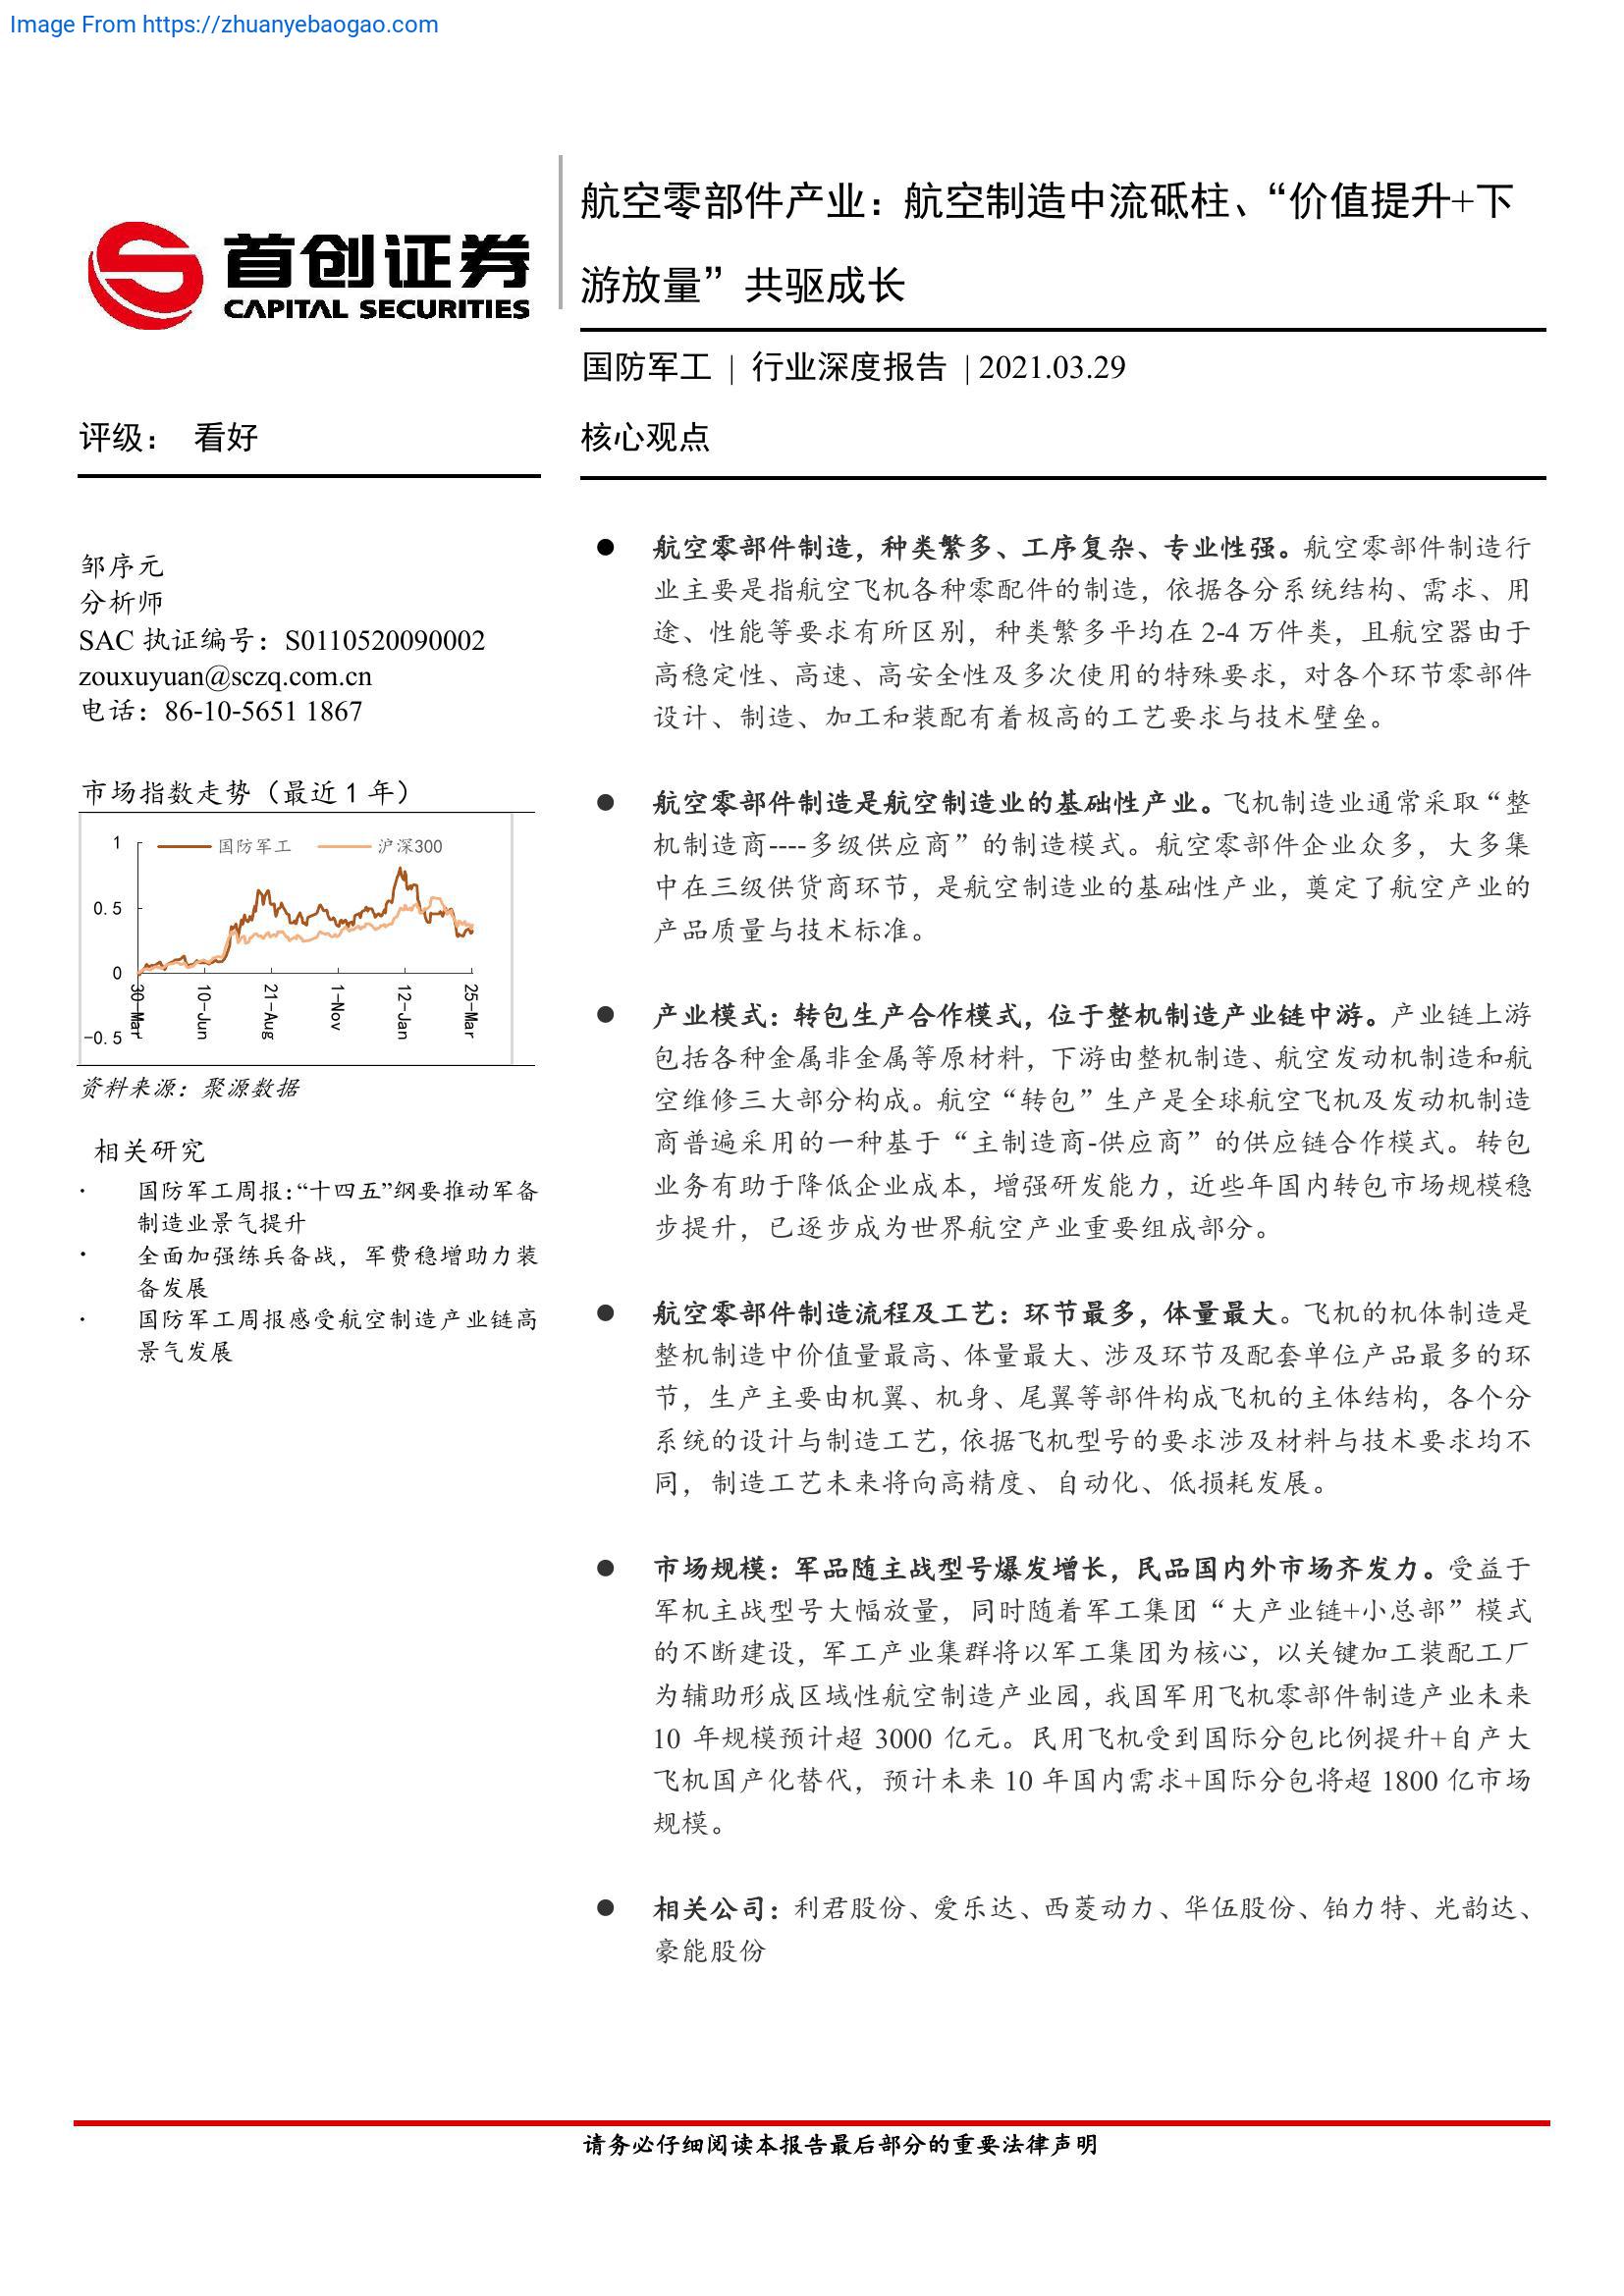 Image From https://zhuanyebaogao.com
首创证券
CAPITAL SECURITIES
航空零部件产业：航空制造中流砥柱、“价值提升+下
游放量”共驱成长
国防军工 | 行业深度报告 | 2021.03.29
评级： 看好
邹序元
分析师
SAC 执证编号：S0110520090002
zouxuyuan@sczq.com.cn
电话：86-10-5651 1867
市场指数走势（最近 1 年）
国防军工 沪深300
1
0.5
0
-0.5
30-Mar
10-Jun
21-Aug
1-Nov
12-Jan
25-Mar
资料来源：聚源数据
相关研究
· 国防军工周报：“十四五”纲要推动军备
制造业景气提升
· 全面加强练兵备战，军费稳增助力装
备发展
· 国防军工周报感受航空制造产业链高
景气发展
核心观点
● 航空零部件制造，种类繁多、工序复杂、专业性强。航空零部件制造行
业主要是指航空飞机各种零配件的制造，依据各分系统结构、需求、用
途、性能等要求有所区别，种类繁多平均在 2-4 万件类，且航空器由于
高稳定性、高速、高安全性及多次使用的特殊要求，对各个环节零部件
设计、制造、加工和装配有着极高的工艺要求与技术壁垒。
● 航空零部件制造是航空制造业的基础性产业。飞机制造业通常采取“整
机制造商----多级供应商”的制造模式。航空零部件企业众多，大多集
中在三级供货商环节，是航空制造业的基础性产业，奠定了航空产业的
产品质量与技术标准。
● 产业模式：转包生产合作模式，位于整机制造产业链中游。产业链上游
包括各种金属非金属等原材料，下游由整机制造、航空发动机制造和航
空维修三大部分构成。航空“转包”生产是全球航空飞机及发动机制造
商普遍采用的一种基于“主制造商-供应商”的供应链合作模式。转包
业务有助于降低企业成本，增强研发能力，近些年国内转包市场规模稳
步提升，已逐步成为世界航空产业重要组成部分。
● 航空零部件制造流程及工艺：环节最多，体量最大。飞机的机体制造是
整机制造中价值量最高、体量最大、涉及环节及配套单位产品最多的环
节，生产主要由机翼、机身、尾翼等部件构成飞机的主体结构，各个分
系统的设计与制造工艺，依据飞机型号的要求涉及材料与技术要求均不
同，制造工艺未来将向高精度、自动化、低损耗发展。
● 市场规模：军品随主战型号爆发增长，民品国内外市场齐发力。受益于
军机主战型号大幅放量，同时随着军工集团“大产业链+小总部”模式
的不断建设，军工产业集群将以军工集团为核心，以关键加工装配工厂
为辅助形成区域性航空制造产业园，我国军用飞机零部件制造产业未来
10 年规模预计超 3000 亿元。民用飞机受到国际分包比例提升+自产大
飞机国产化替代，预计未来 10 年国内需求+国际分包将超 1800 亿市场
规模。
● 相关公司：利君股份、爱乐达、西菱动力、华伍股份、铂力特、光韵达、
豪能股份
请务必仔细阅读本报告最后部分的重要法律声明